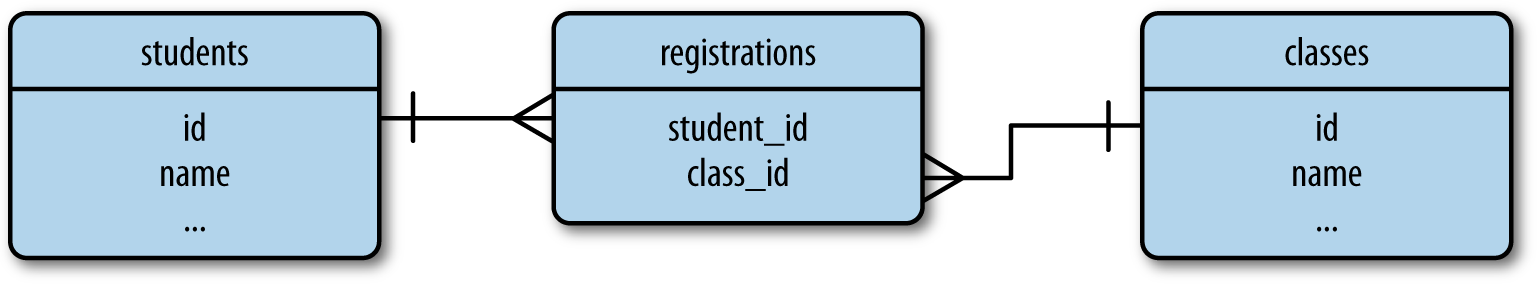 students
id
name
...
registrations
student_id
class_id
classes
id
name
...